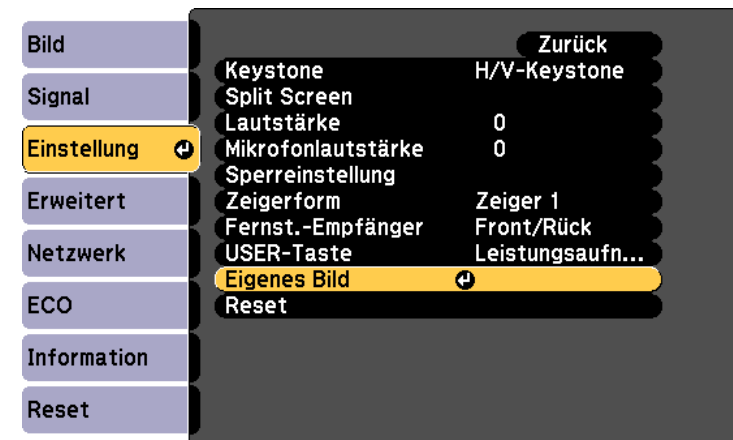 Bild
Signal
Einstellung
Erweitert
Netzwerk
ECO
Information
Reset
Zurück
Keystone H/V-Keystone
Split Screen
Lautstärke 0
Mikrofonlautstärke 0
Sperreinstellung
Zeigerform Zeiger 1
Fernst.-Empfänger Front/Rück
USER-Taste Leistungsaufn...
Eigenes Bild
Reset